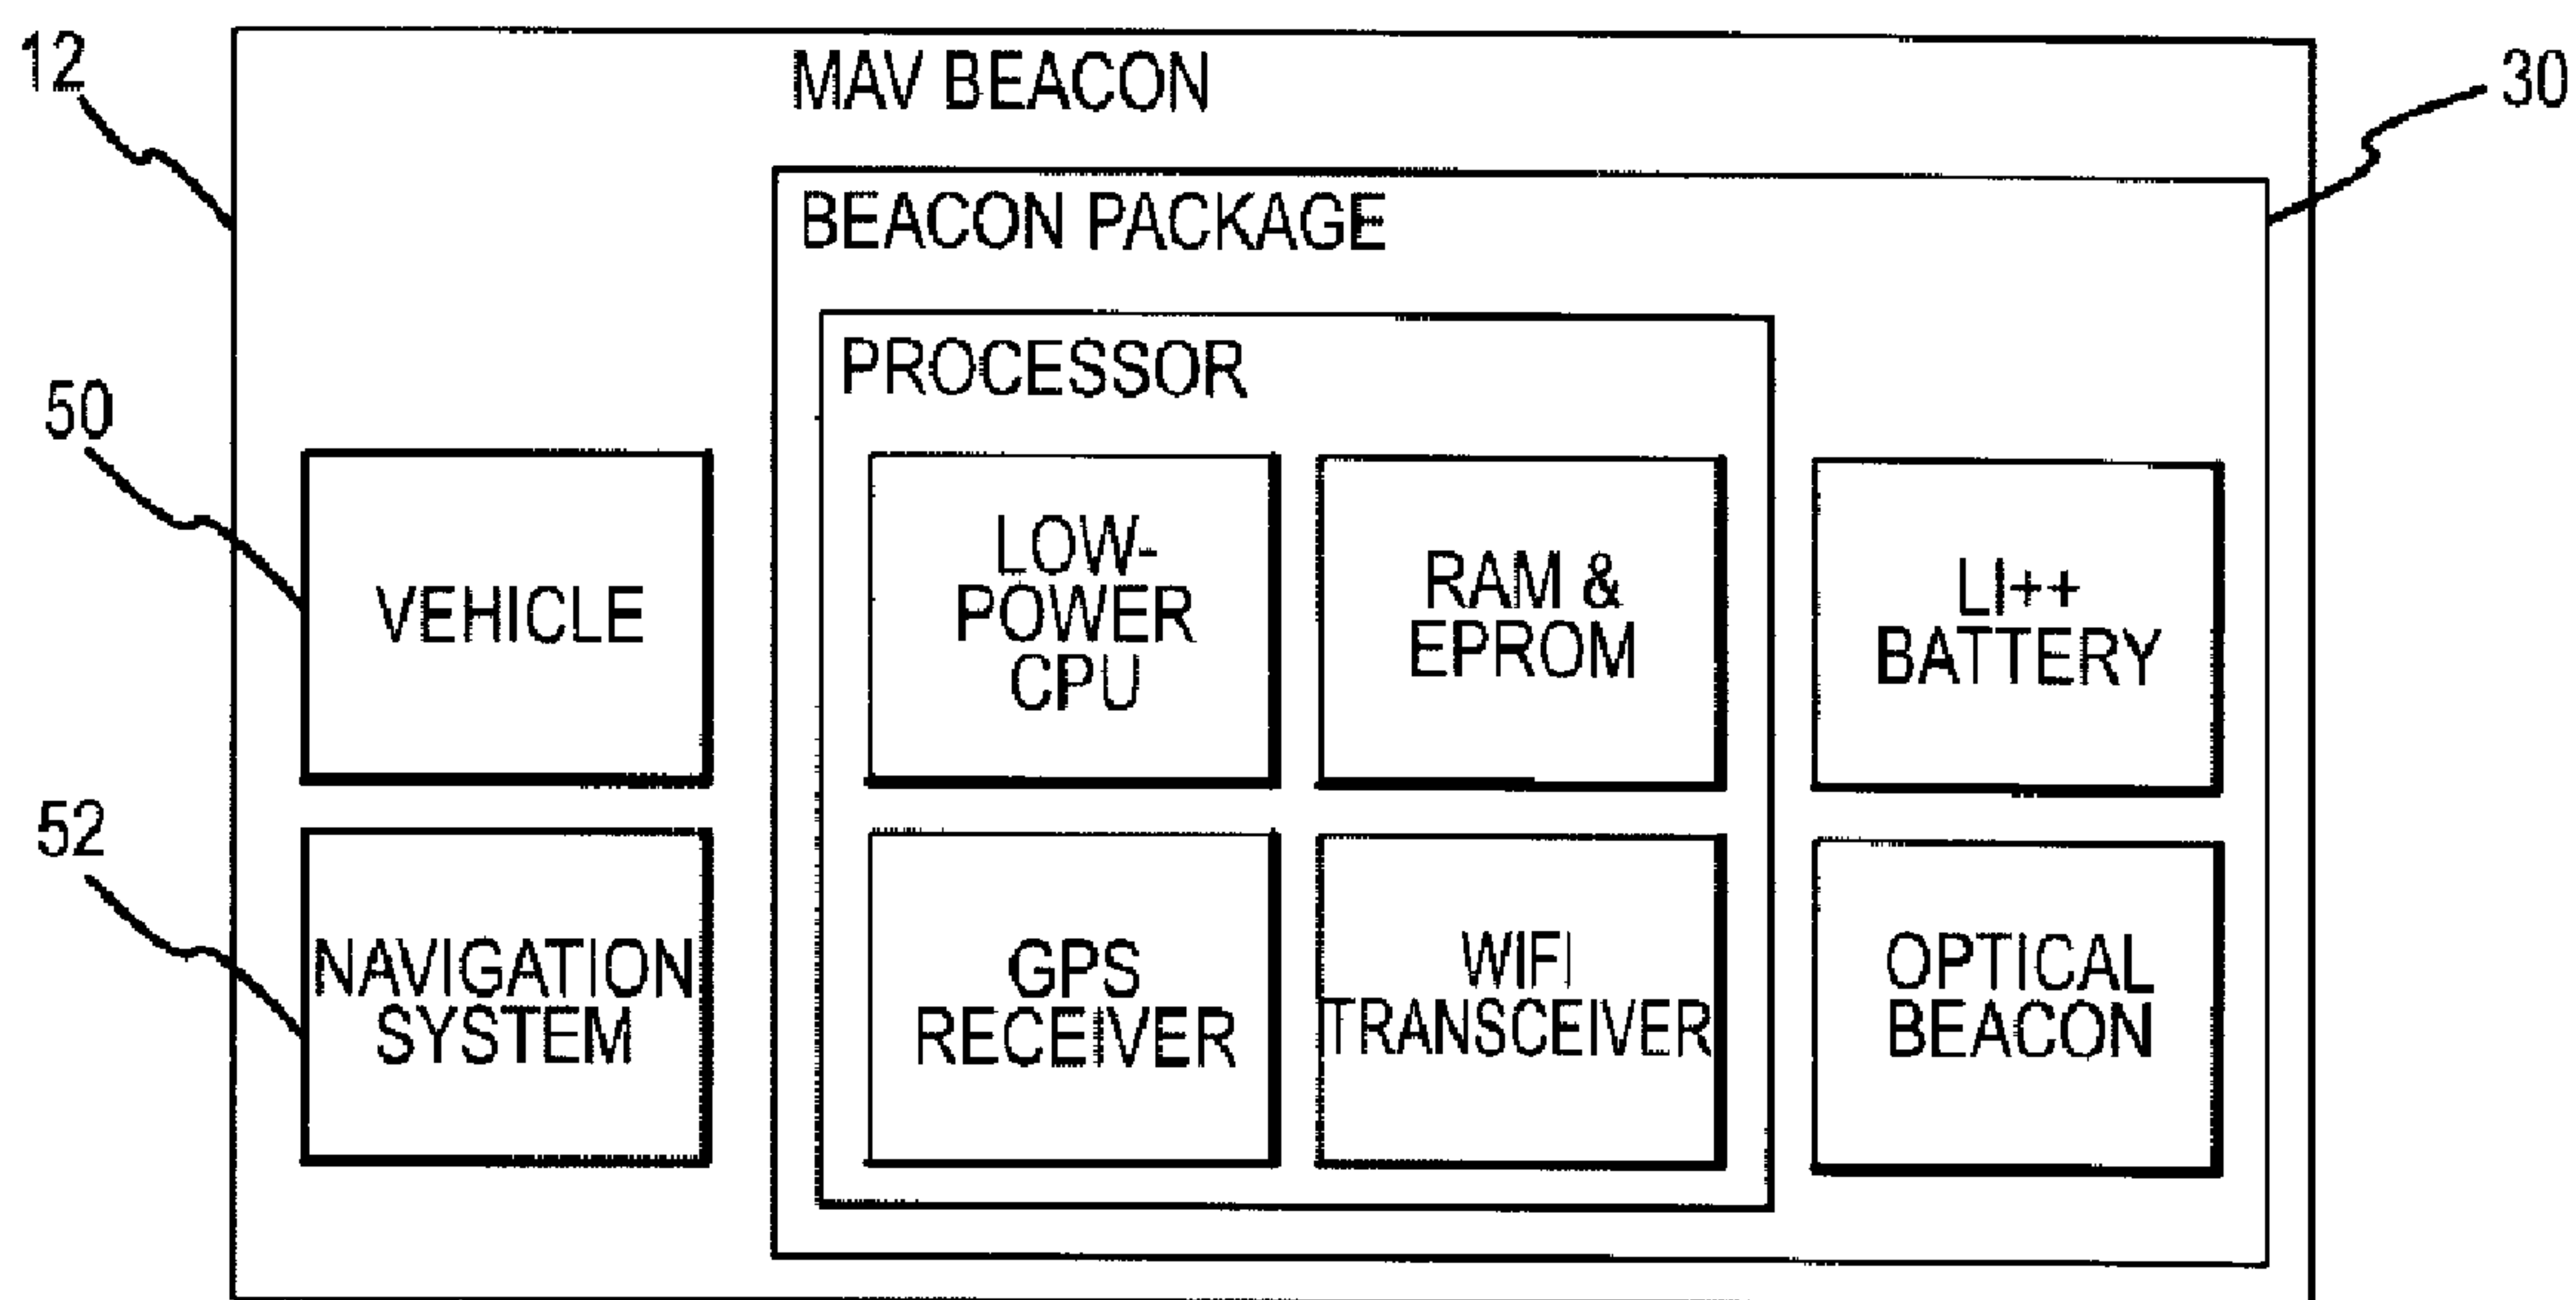 12
MAV BEACON
30
BEACON PACKAGE
PROCESSOR
50
VEHICLE
LOW-
POWER
CPU
RAM &
EPROM
LI++
BATTERY
52
NAVIGATION
SYSTEM
GPS
RECEIVER
WIFI
TRANSCEIVER
OPTICAL
BEACON